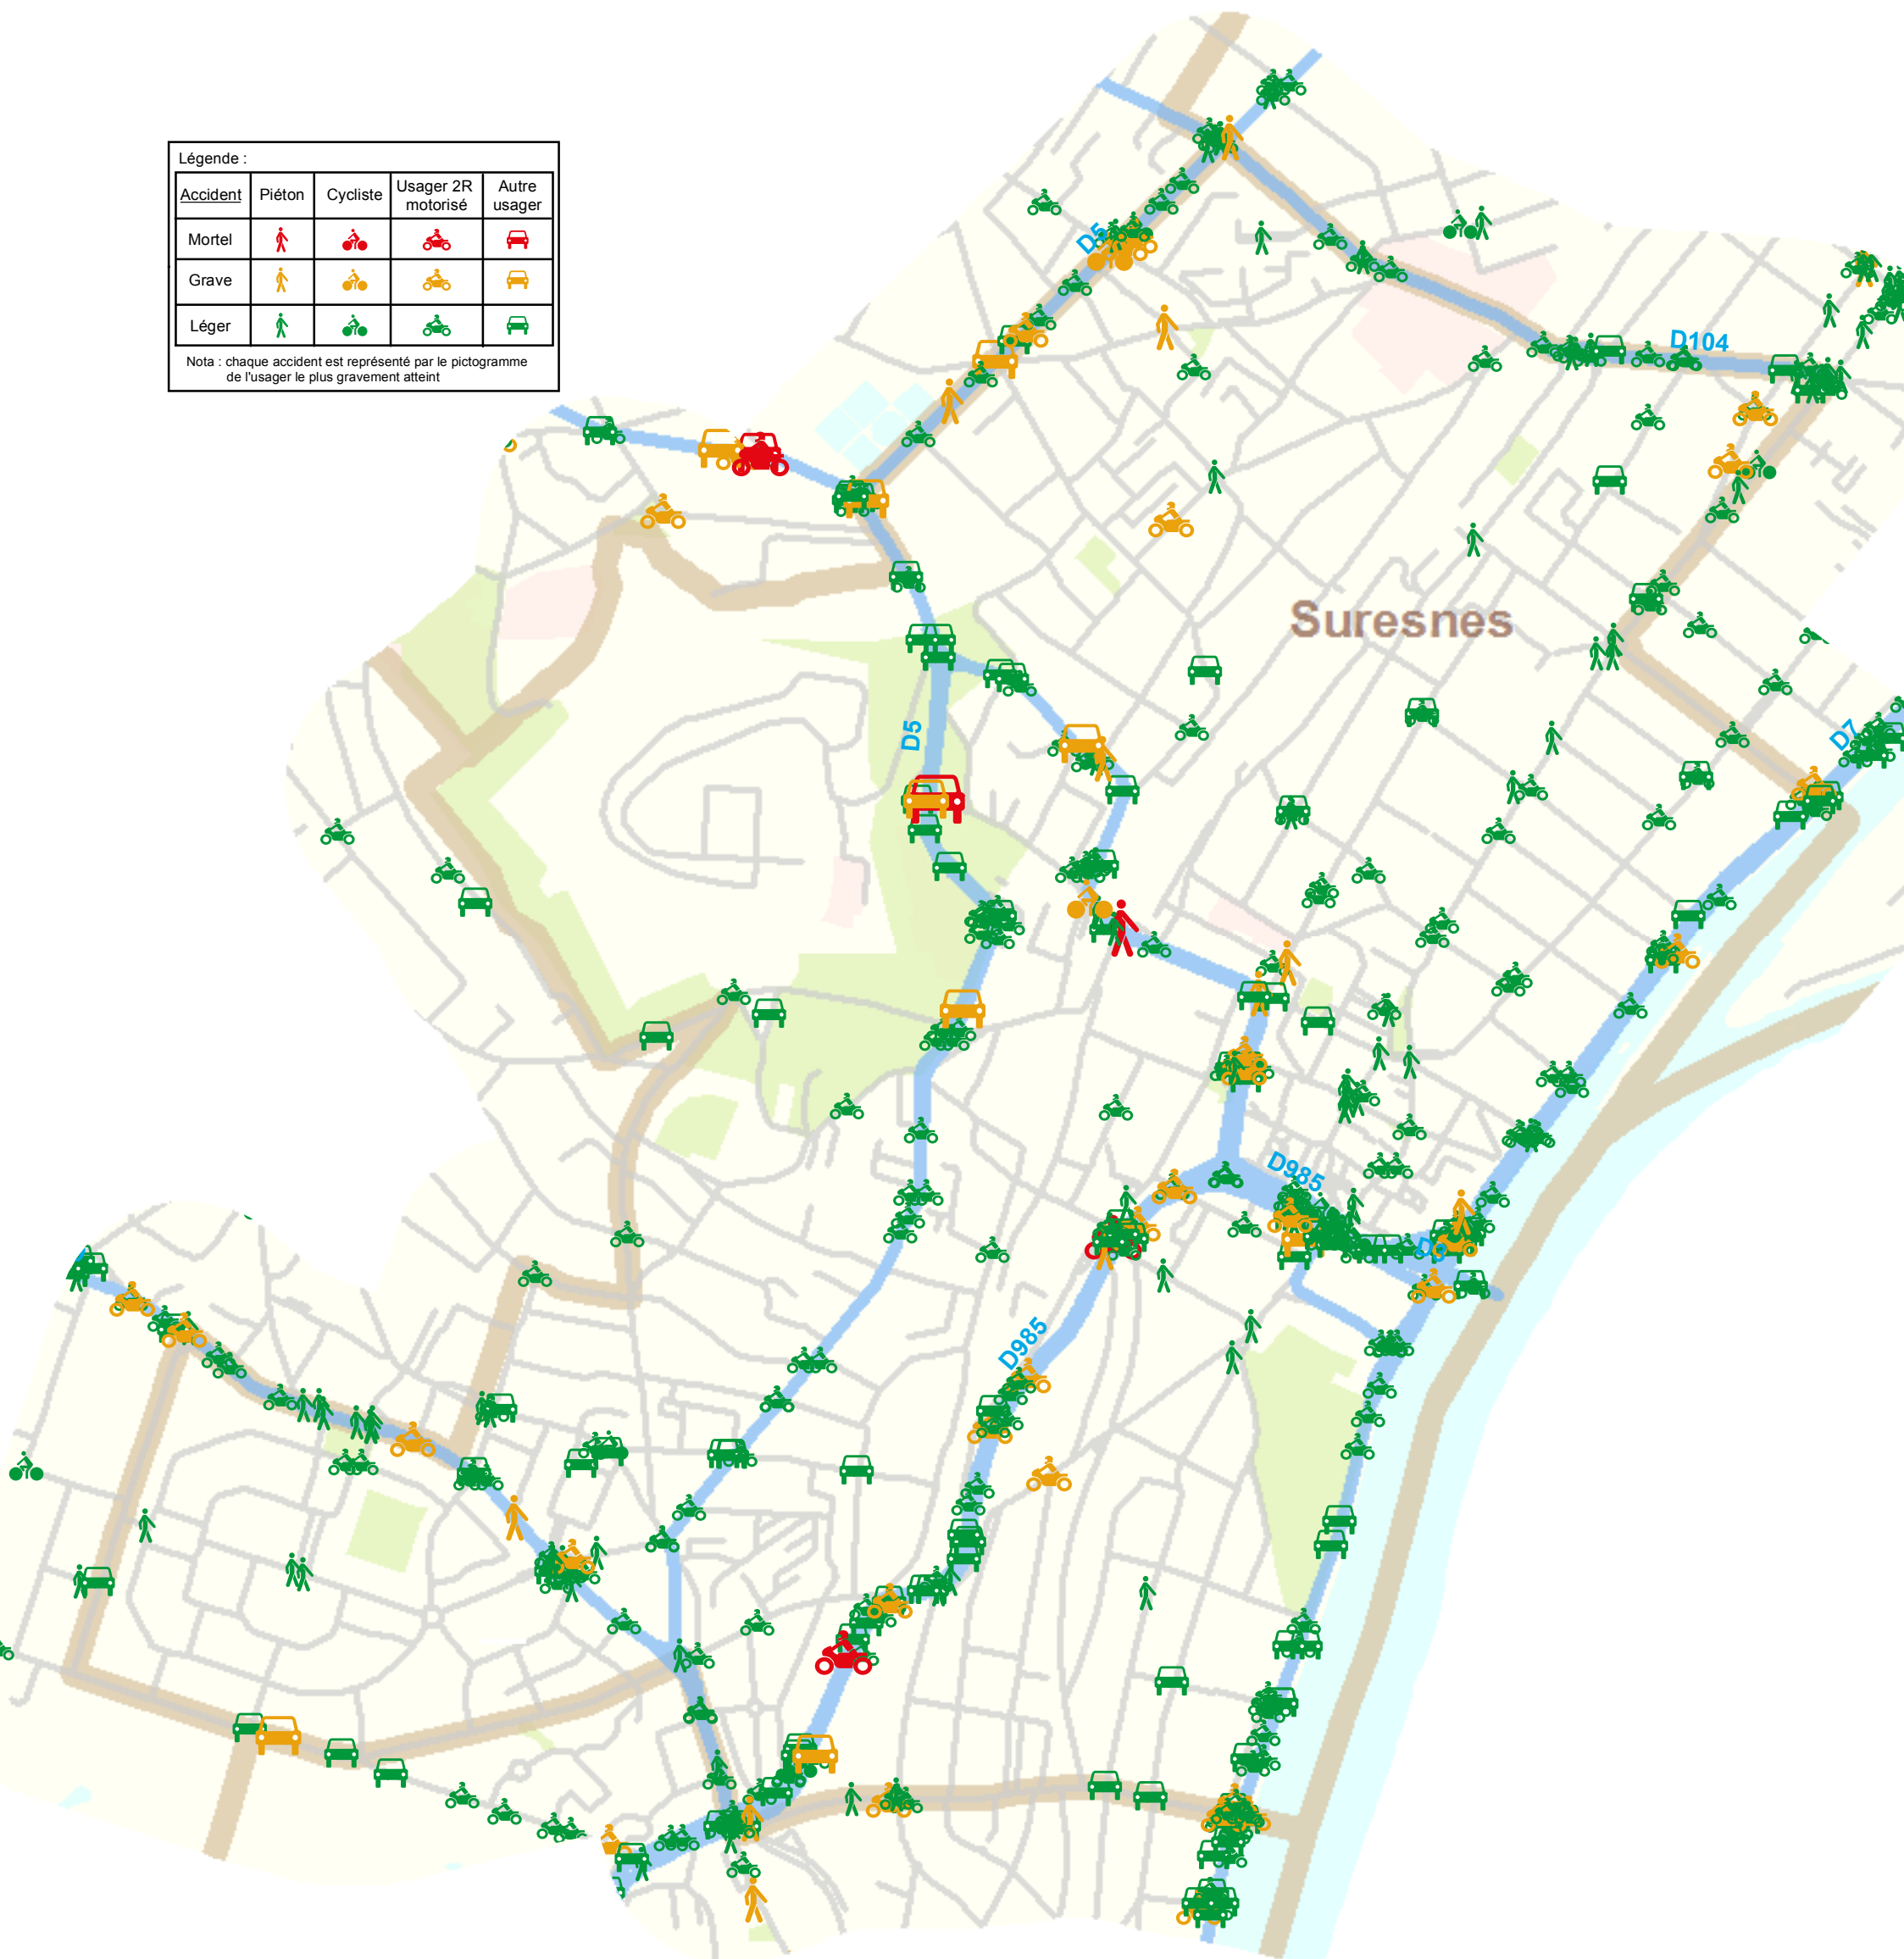 Légende :
Accident Piéton Cycliste Usager 2R motorisé Autre usager
Mortel
Grave
Léger
Nota : chaque accident est représenté par le pictogramme
de l'usager le plus gravement atteint
D5
D104
Suresnes
D5
D7
D985
D985